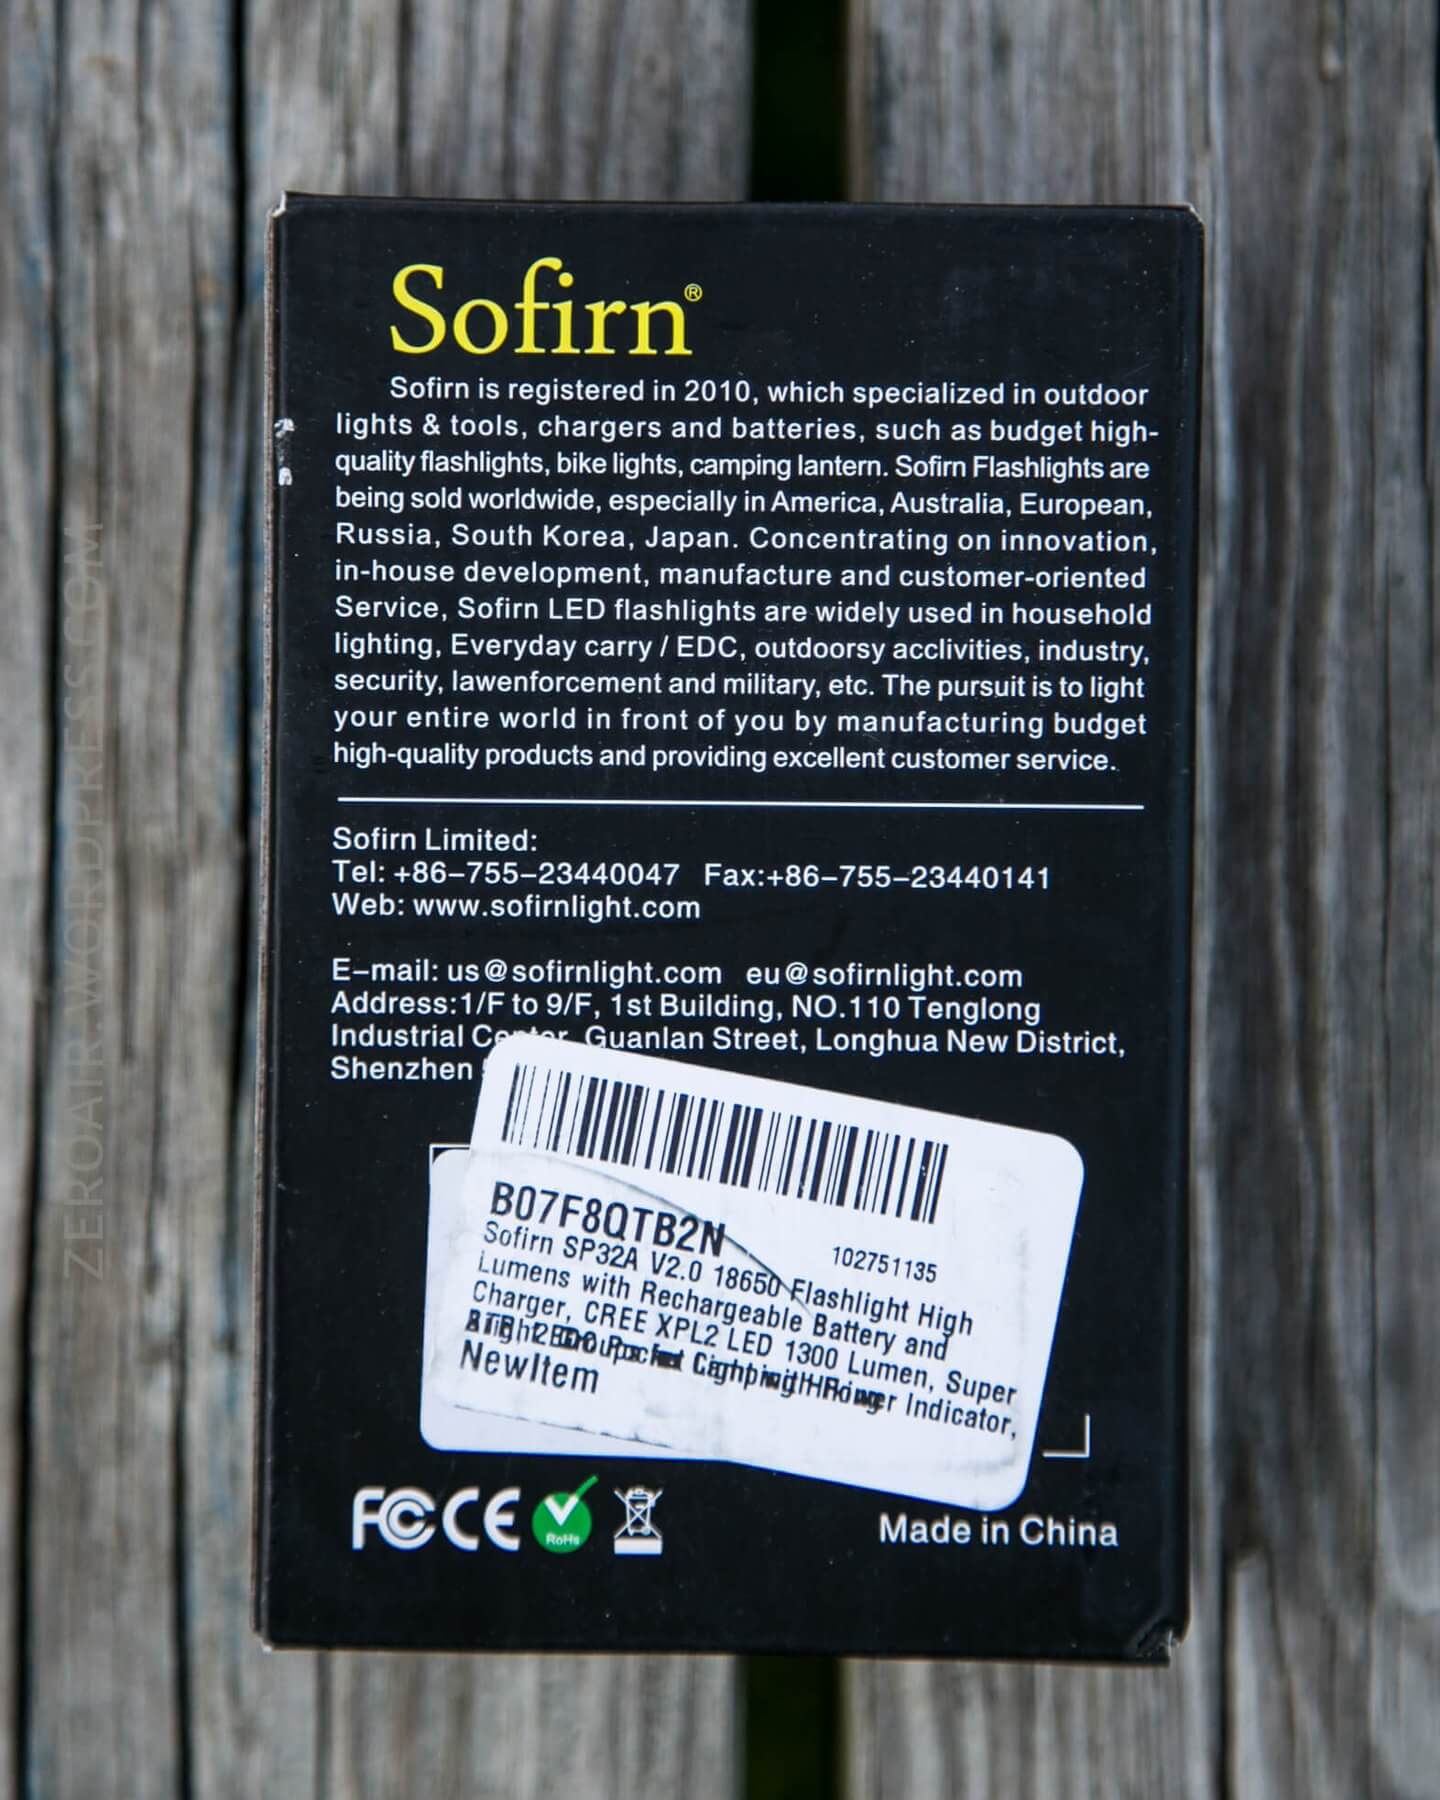 Sofirn®
Sofirn is registered in 2010, which specialized in outdoor
lights & tools, chargers and batteries, such as budget high-
quality flashlights, bike lights, camping lantern. Sofirn Flashlights are
being sold worldwide, especially in America, Australia, European,
Russia, South Korea, Japan. Concentrating on innovation,
in-house development, manufacture and customer-oriented
Service, Sofirn LED flashlights are widely used in household
lighting, Everyday carry / EDC, outdoorsy acclivities, industry,
security, lawenforcement and military, etc. The pursuit is to light
your entire world in front of you by manufacturing budget
high-quality products and providing excellent customer service.
Sofirn Limited:
Tel: +86-755-23440047 Fax:+86-755-23440141
Web: www.sofirnlight.com
E-mail: us@sofirnlight.com eu@sofirnlight.com
Address:1/F to 9/F, 1st Building, NO.110 Tenglong
Industrial Center, Guanlan Street, Longhua New District,
Shenzhen
B07F8QTB2N
102751135
Sofirn SP32A V2.0 18650 Flashlight High
Lumens with Rechargeable Battery and
Charger, CREE XPL2 LED 1300 Lumen, Super
Indicator,
NewItem
FC CE RoHs
Made in China
ZEROAIR.WORDPRESS.COM